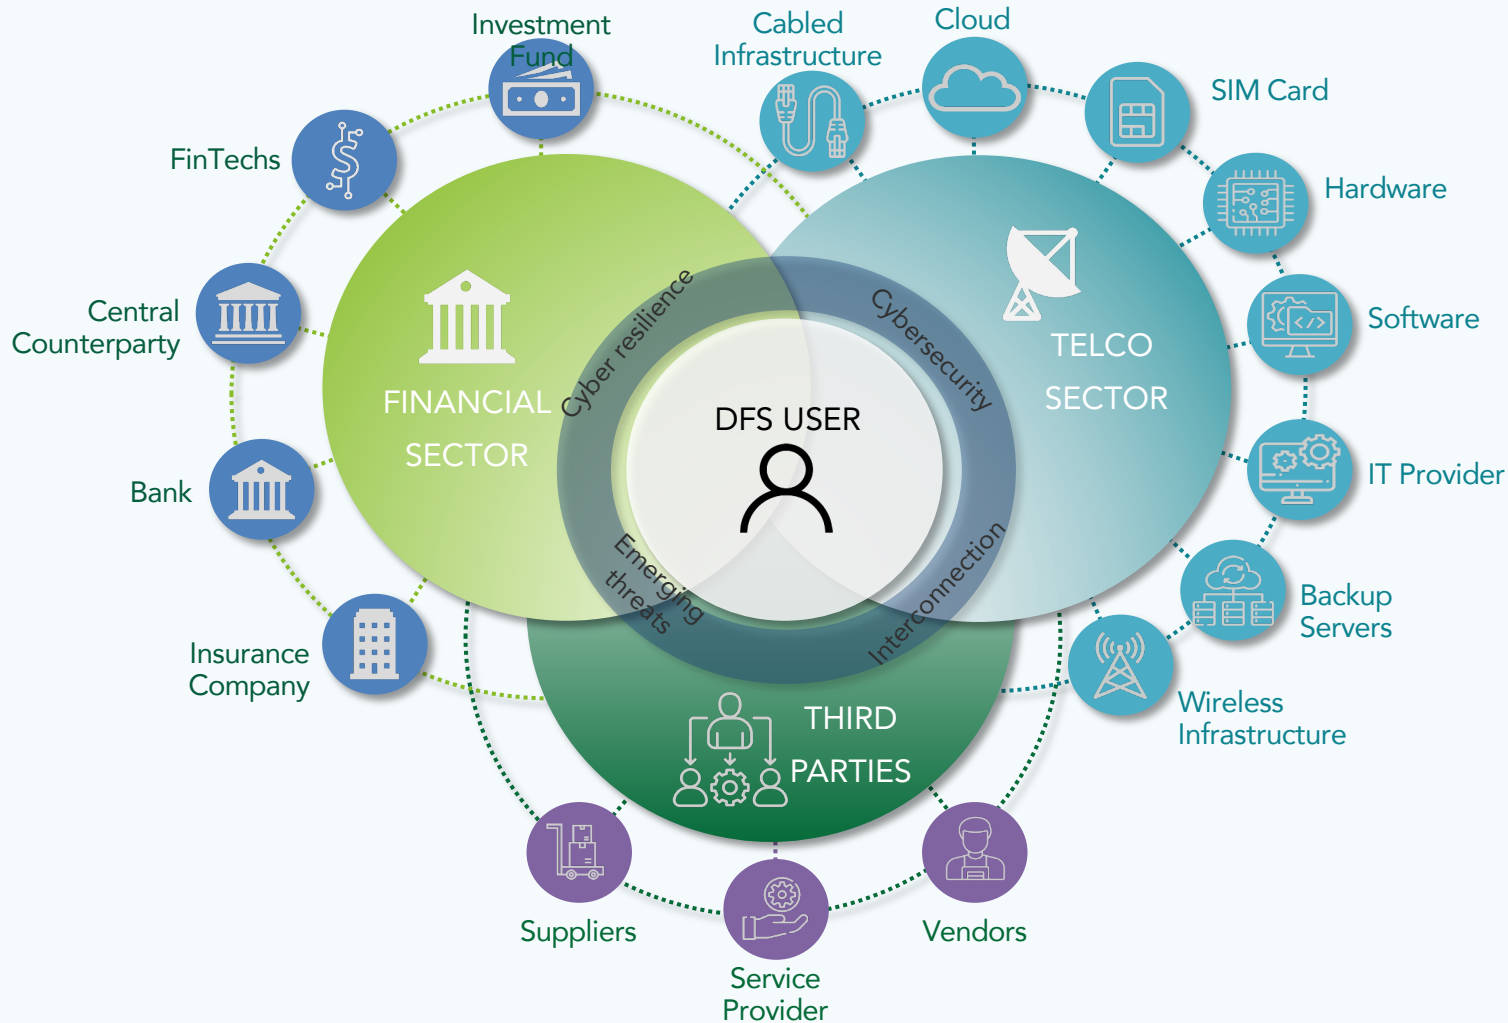 Investment
Fund
Cabled
Infrastructure
Cloud
SIM Card
FinTechs
Hardware
Central
Counterparty
Software
Cyber resilience
Cybersecurity
TELCO
SECTOR
FINANCIAL
SECTOR
DFS USER
Bank
IT Provider
Emerging
threats
Interconnection
Backup
Servers
Insurance
Company
Wireless
Infrastructure
THIRD
PARTIES
Suppliers
Vendors
Service
Provider